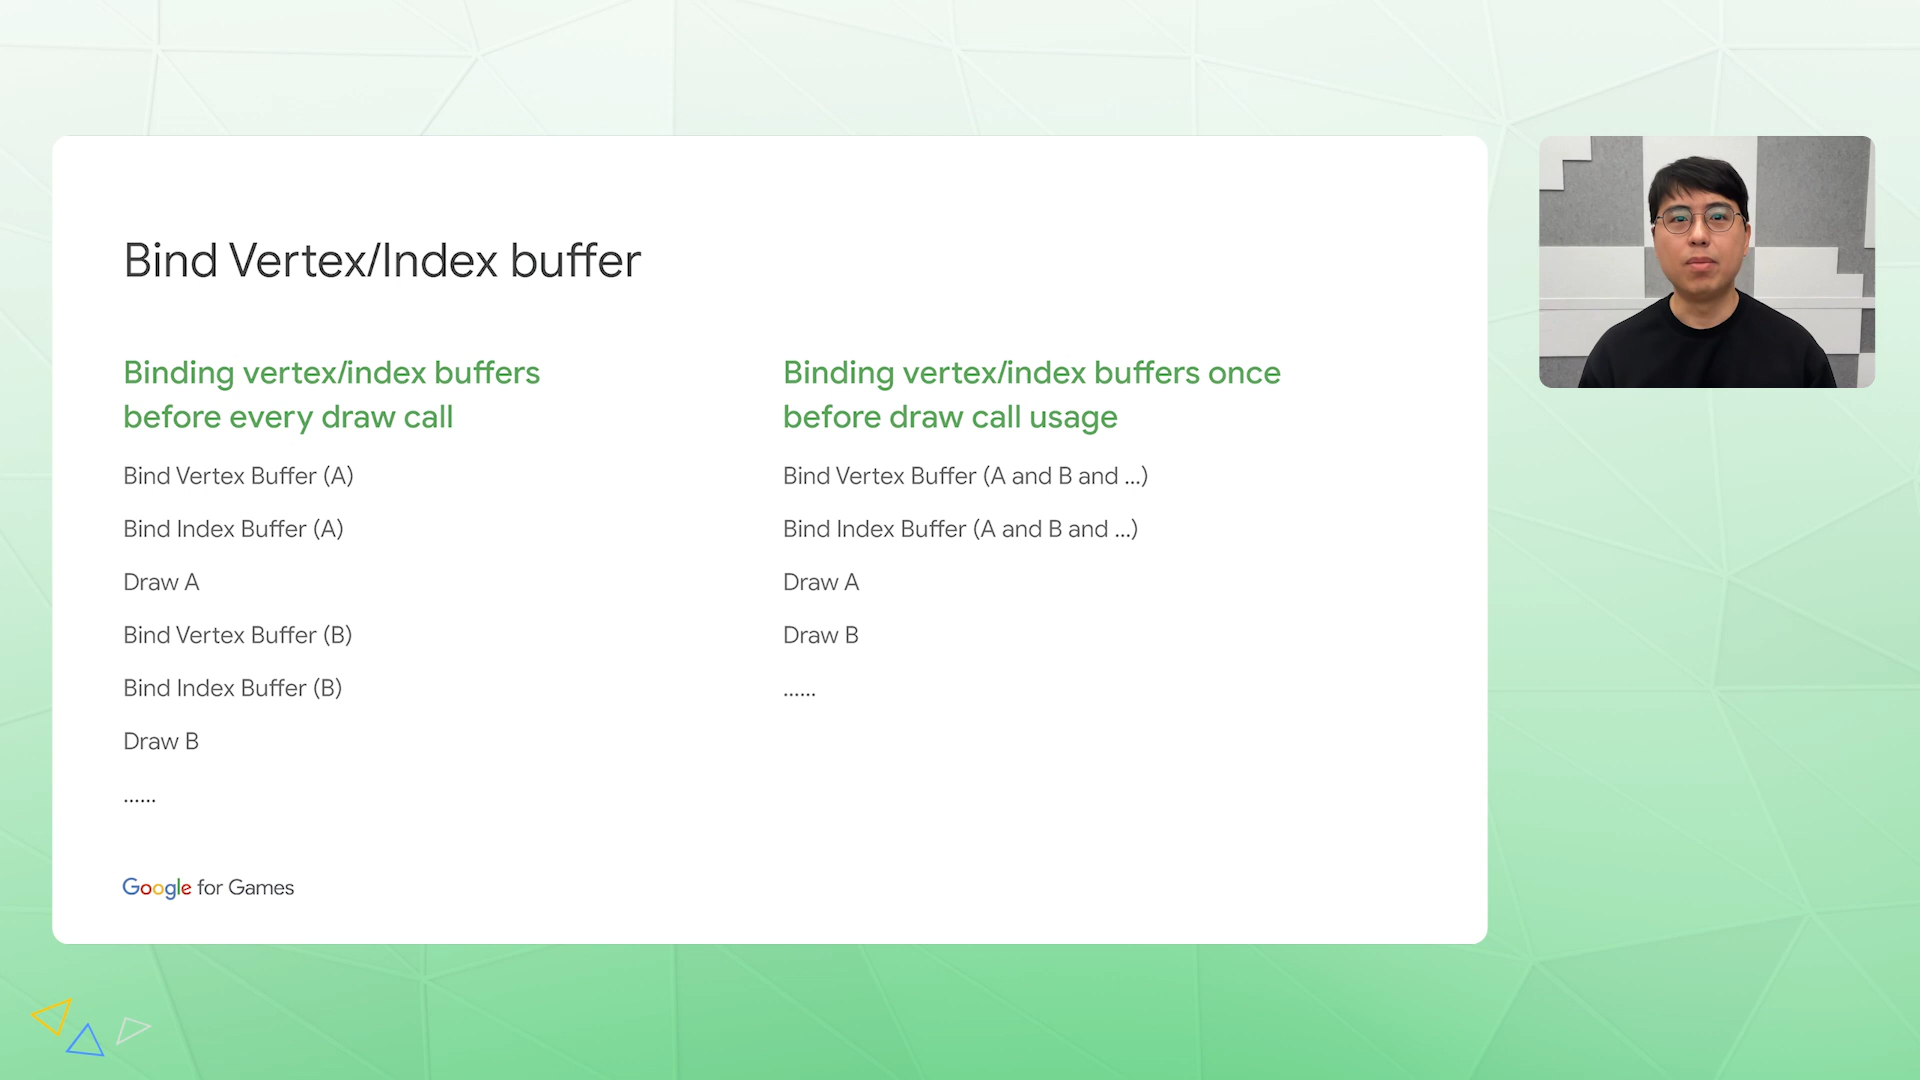 Bind Vertex/Index buffer
Binding vertex/index buffers
before every draw call
Bind Vertex Buffer (A)
Bind Index Buffer (A)
Draw A
Bind Vertex Buffer (B)
Bind Index Buffer (B)
Draw B
......
Binding vertex/index buffers once
before draw call usage
Bind Vertex Buffer (A and B and ...)
Bind Index Buffer (A and B and ...)
Draw A
Draw B
......
Google for Games